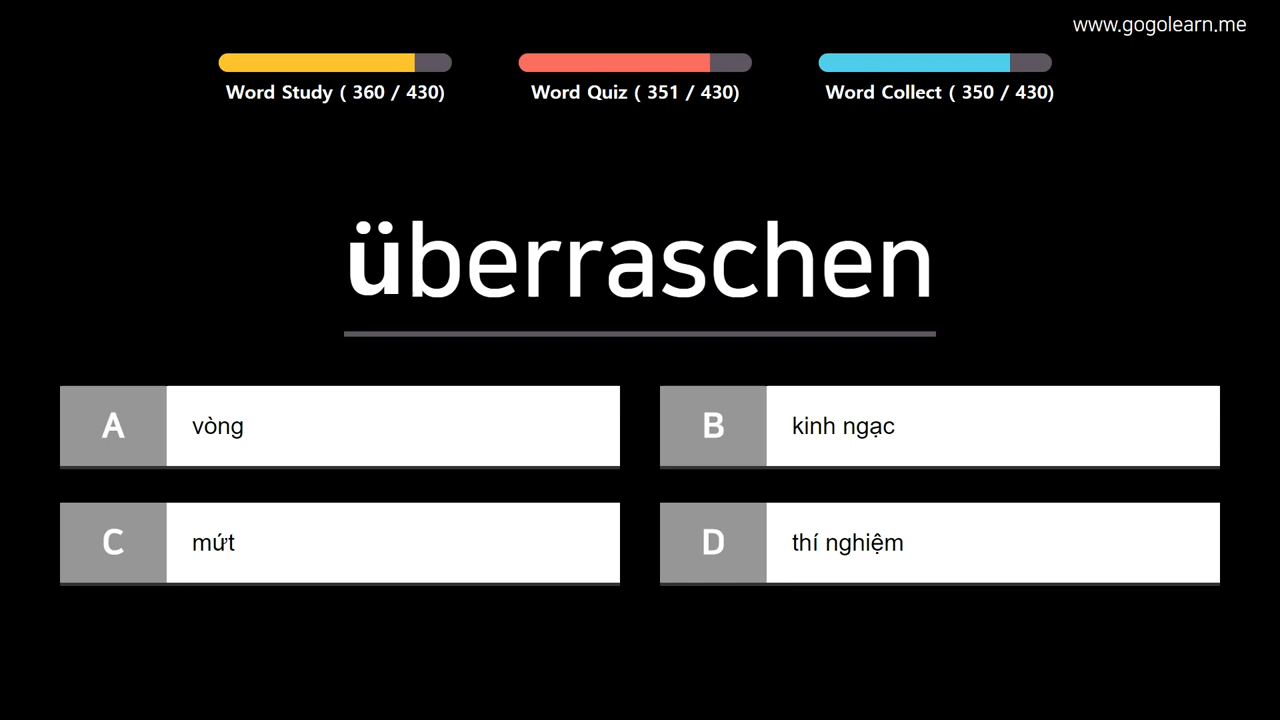 www.gogolearn.me
Word Study ( 360 / 430)
Word Quiz ( 351 / 430)
Word Collect ( 350 / 430)
überraschen
A vòng
B kinh ngạc
C mứt
D thí nghiệm